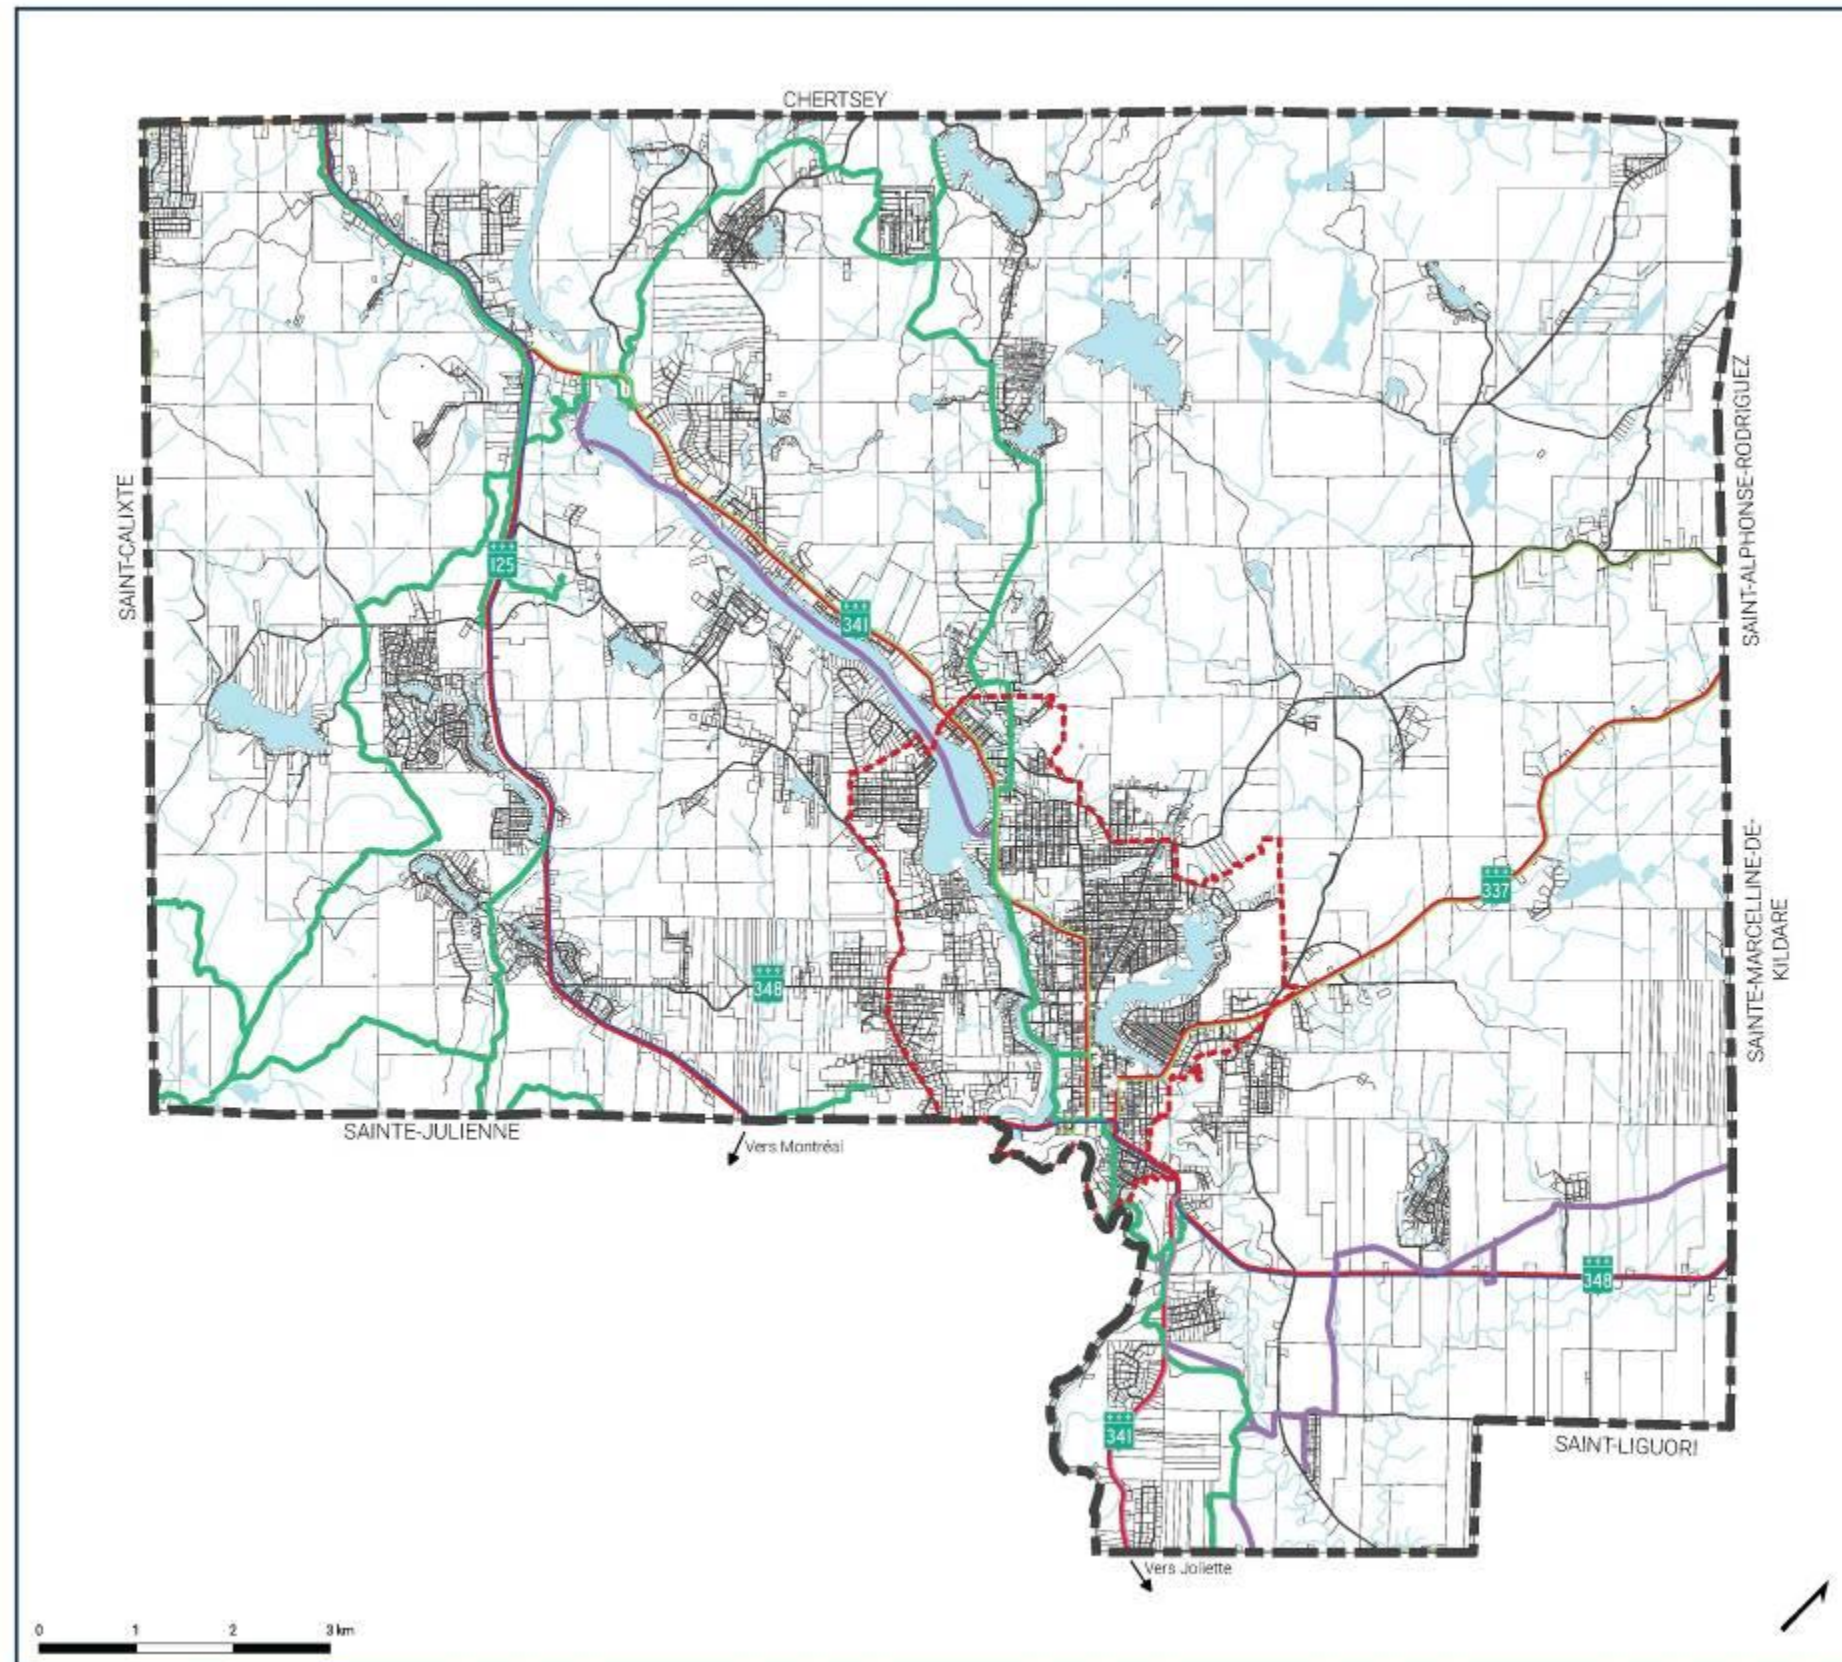 CHERTSEY
SAINT-CALIXTE
125
341
SAINT-ALPHONSE-RODRIGUEZ
337
348
SAINTE-MARCELLINE-DE-
KILDARE
SAINTE-JULIENNE
Vers Montréal
348
341
SAINT-LIGUORI
Vers Joliette
0 1 2 3 km